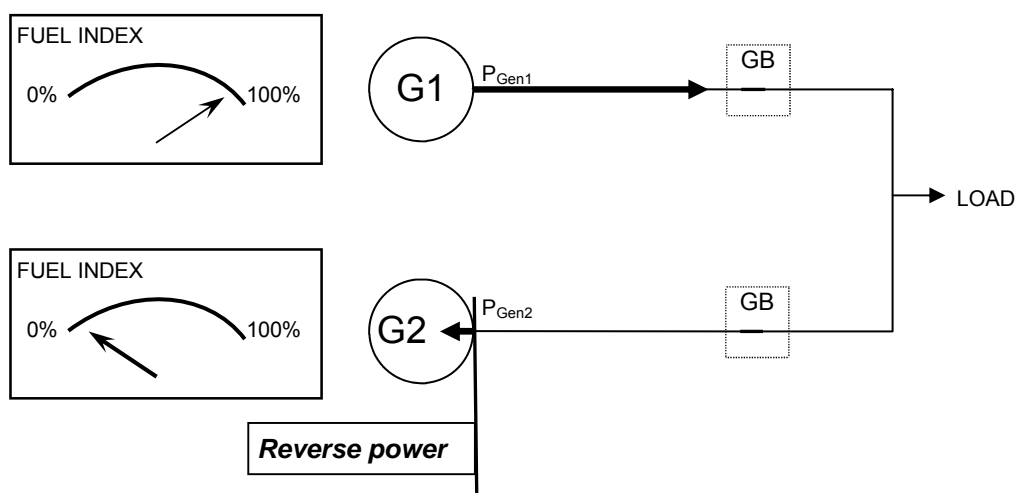 FUEL INDEX
0%
100%
G1
PGen1
GB
LOAD
FUEL INDEX
0%
100%
G2
PGen2
GB
Reverse power